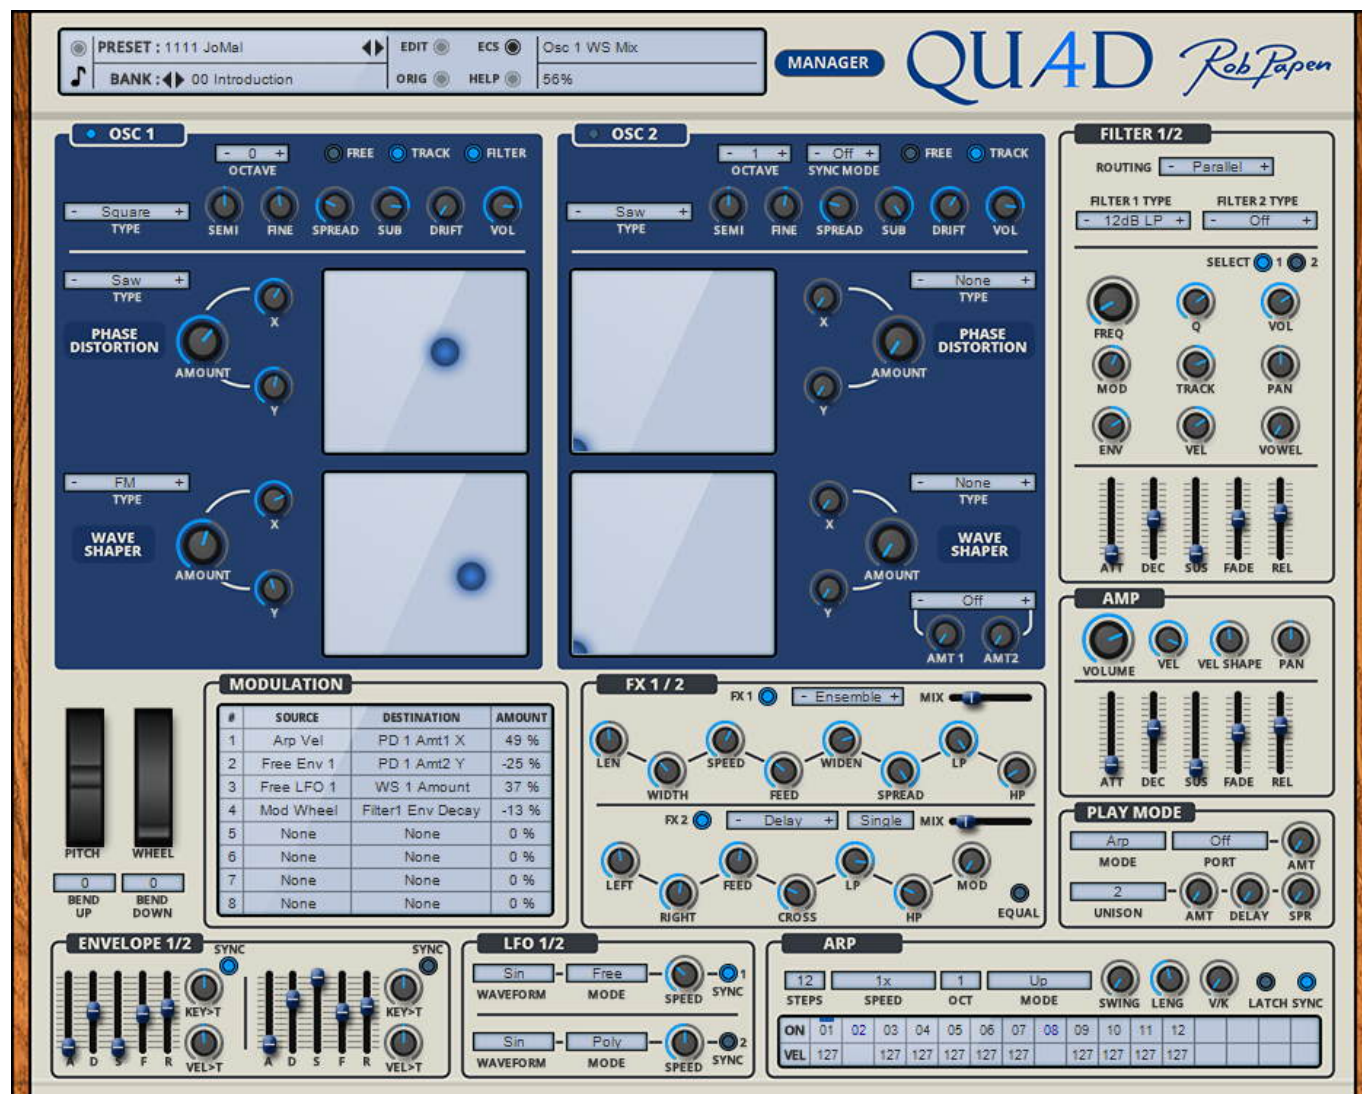 PRESET : 1111 JoMal EDIT ECS Osc 1 WS Mix
BANK : 00 Introduction ORIG HELP 56%
MANAGER
QUAD
Rob Papen
OSC 1
- 0 +
OCTAVE
FREE TRACK FILTER
- Square +
TYPE
SEMI FINE SPREAD SUB DRIFT VOL
- Saw +
TYPE
PHASE
DISTORTION
AMOUNT
X
Y
- FM +
TYPE
WAVE
SHAPER
AMOUNT
X
Y
OSC 2
- 1 + - Off +
OCTAVE SYNC MODE
FREE TRACK
- Saw +
TYPE
SEMI FINE SPREAD SUB DRIFT VOL
- None +
TYPE
PHASE
DISTORTION
AMOUNT
X
Y
- None +
TYPE
WAVE
SHAPER
AMOUNT
X
Y
- Off +
AMT 1 AMT2
FILTER 1/2
ROUTING - Parallel +
FILTER 1 TYPE FILTER 2 TYPE
- 12dB LP + - Off +
SELECT 1 2
FREQ Q VOL
MOD TRACK PAN
ENV VEL VOWEL
ATT DEC SUS FADE REL
AMP
VOLUME VEL VEL SHAPE PAN
ATT DEC SUS FADE REL
PITCH WHEEL
0 0
BEND BEND
UP DOWN
MODULATION
# SOURCE DESTINATION AMOUNT
1 Arp Vel PD 1 Amt1 X 49 %
2 Free Env 1 PD 1 Amt2 Y -25 %
3 Free LFO 1 WS 1 Amount 37 %
4 Mod Wheel Filter1 Env Decay -13 %
5 None None 0 %
6 None None 0 %
7 None None 0 %
8 None None 0 %
FX 1 / 2
FX 1 - Ensemble + MIX
LEN SPEED WIDEN LP
WIDTH FEED SPREAD HP
FX 2 - Delay + Single MIX
LEFT FEED LP MOD
RIGHT CROSS HP EQUAL
PLAY MODE
Arp Off
MODE PORT AMT
2
UNISON AMT DELAY SPR
ENVELOPE 1/2
SYNC SYNC
KEY>T KEY>T
A D S F R VEL>T A D S F R VEL>T
LFO 1/2
Sin Free 1
WAVEFORM MODE SPEED SYNC
Sin Poly 2
WAVEFORM MODE SPEED SYNC
ARP
12 1x 1 Up
STEPS SPEED OCT MODE SWING LENG V/K LATCH SYNC
ON 01 02 03 04 05 06 07 08 09 10 11 12
VEL 127 127 127 127 127 127 127 127 127 127